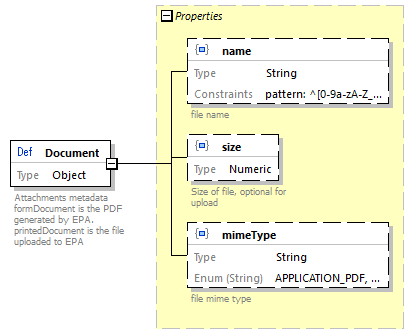 Properties
name
Type String
Constraints pattern: ^[0-9a-zA-Z_...
file name
size
Type Numeric
Size of file, optional for
upload
Def Document
Type Object
Attachments metadata
formDocument is the PDF
generated by EPA.
printedDocument is the file
uploaded to EPA
mimeType
Type String
Enum (String) APPLICATION_PDF, ...
file mime type